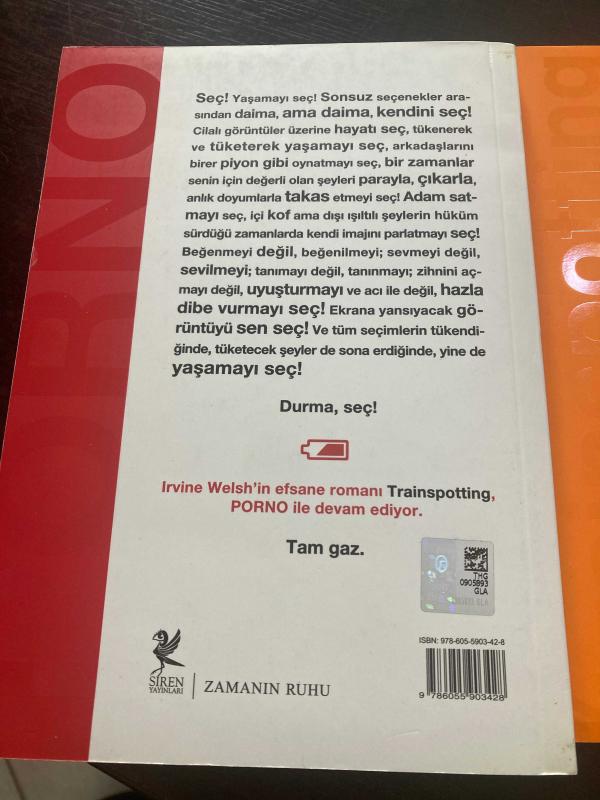 ORNO
Seç! Yaşamayı seç! Sonsuz seçenekler ara-
sından daima, ama daima, kendini seç!
Cilalı görüntüler üzerine hayatı seç, tükenerek
ve tüketerek yaşamayı seç, arkadaşlarını
birer piyon gibi oynatmayı seç, bir zamanlar
senin için değerli olan şeyleri parayla, çıkarla,
anlık doyumlarla takas etmeyi seç! Adam sat-
mayı seç, içi kof ama dışı ışıltılı şeylerin hüküm
sürdüğü zamanlarda kendi imajını parlatmayı seç!
Beğenmeyi değil, beğenilmeyi; sevmeyi değil,
sevilmeyi; tanımayı değil, tanınmayı; zihnini aç-
mayı değil, uyuşturmayı ve acı ile değil, hazla
dibe vurmayı seç! Ekrana yansıyacak gö-
rüntüyü sen seç! Ve tüm seçimlerin tükendi-
ğinde, tüketecek şeyler de sona erdiğinde, yine de
yaşamayı seç!
Durma, seç!
Irvine Welsh'in efsane romanı Trainspotting,
PORNO ile devam ediyor.
Tam gaz.
THG
0905893
GLA
ISBN: 978-605-5903-42-8
9 786055 903428
SİREN
YAYINLARI
ZAMANIN RUHU